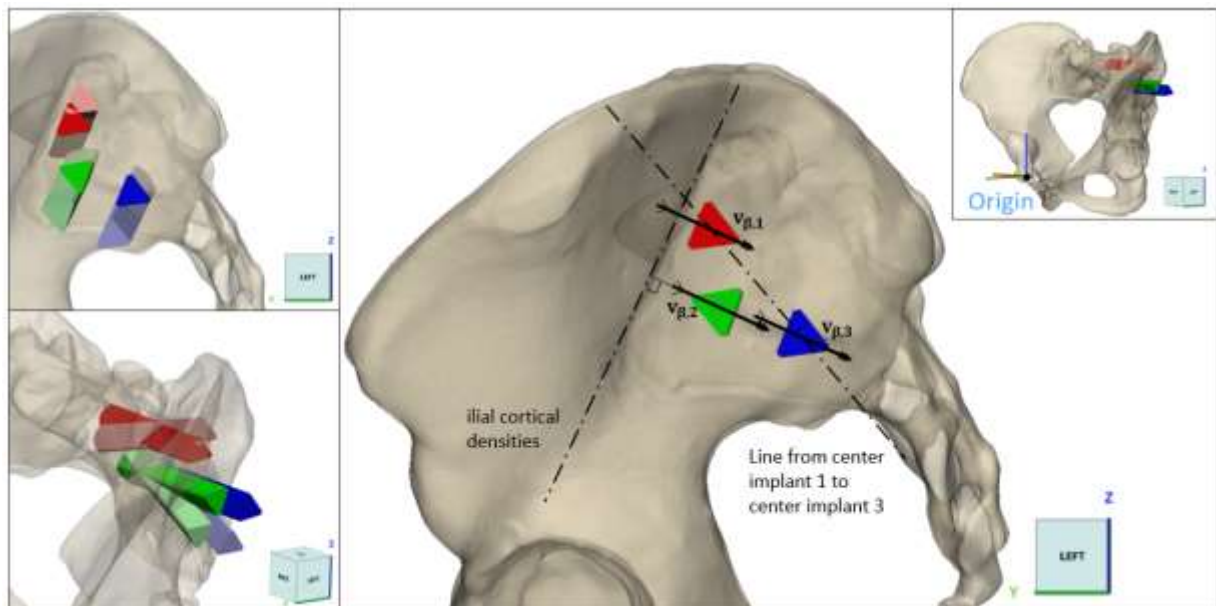 Z
LEFT
Y
Origin
v_β,1
v_β,2
v_β,3
ilial cortical
densities
Line from center
implant 1 to
center implant 3
Z
LEFT
Y